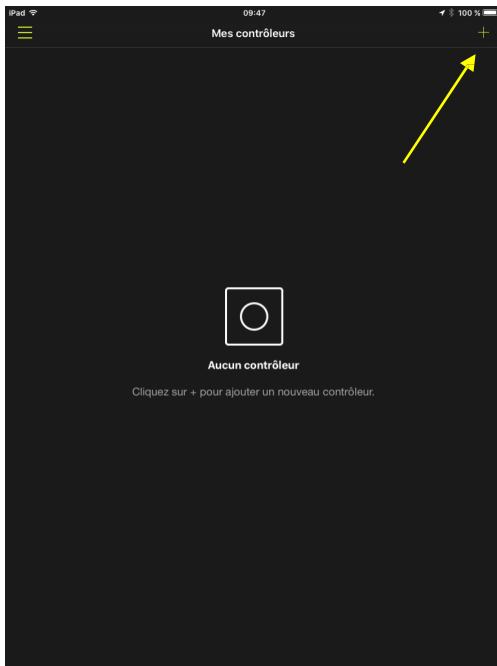 iPad 09:47 100 %
Mes contrôleurs +
Aucun contrôleur
Cliquez sur + pour ajouter un nouveau contrôleur.